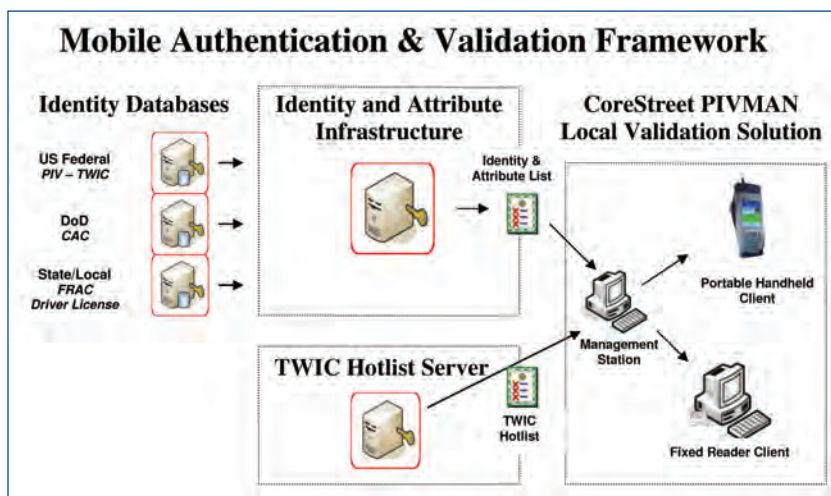 Mobile Authentication & Validation Framework
Identity Databases
US Federal
PIV – TWIC
DoD
CAC
State/Local
FRAC
Driver License
Identity and Attribute
Infrastructure
Identity &
Attribute List
TWIC Hotlist Server
TWIC
Hotlist
CoreStreet PIVMAN
Local Validation Solution
Management
Station
Portable Handheld
Client
Fixed Reader Client